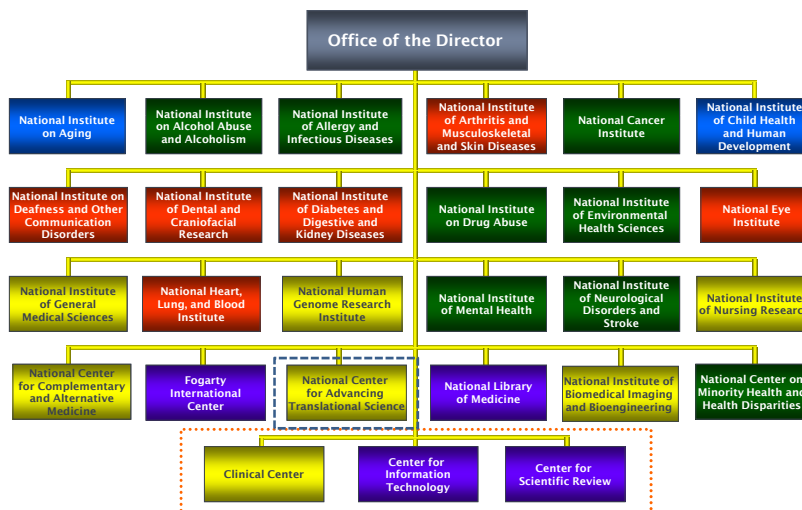 Office of the Director
National Institute
on Aging
National Institute
on Alcohol Abuse
and Alcoholism
National Institute
of Allergy and
Infectious Diseases
National Institute
of Arthritis and
Musculoskeletal
and Skin Diseases
National Cancer
Institute
National Institute
of Child Health
and Human
Development
National Institute on
Deafness and Other
Communication
Disorders
National Institute
of Dental and
Craniofacial
Research
National Institute
of Diabetes and
Digestive and
Kidney Diseases
National Institute
on Drug Abuse
National Institute
of Environmental
Health Sciences
National Eye
Institute
National Institute
of General
Medical Sciences
National Heart,
Lung, and Blood
Institute
National Human
Genome Research
Institute
National Institute
of Mental Health
National Institute
of Neurological
Disorders and
Stroke
National Institute
of Nursing Research
National Center
for Complementary
and Alternative
Medicine
Fogarty
International
Center
National Center
for Advancing
Translational Science
National Library
of Medicine
National Institute of
Biomedical Imaging
and Bioengineering
National Center on
Minority Health and
Health Disparities
Clinical Center
Center for
Information
Technology
Center for
Scientific Review